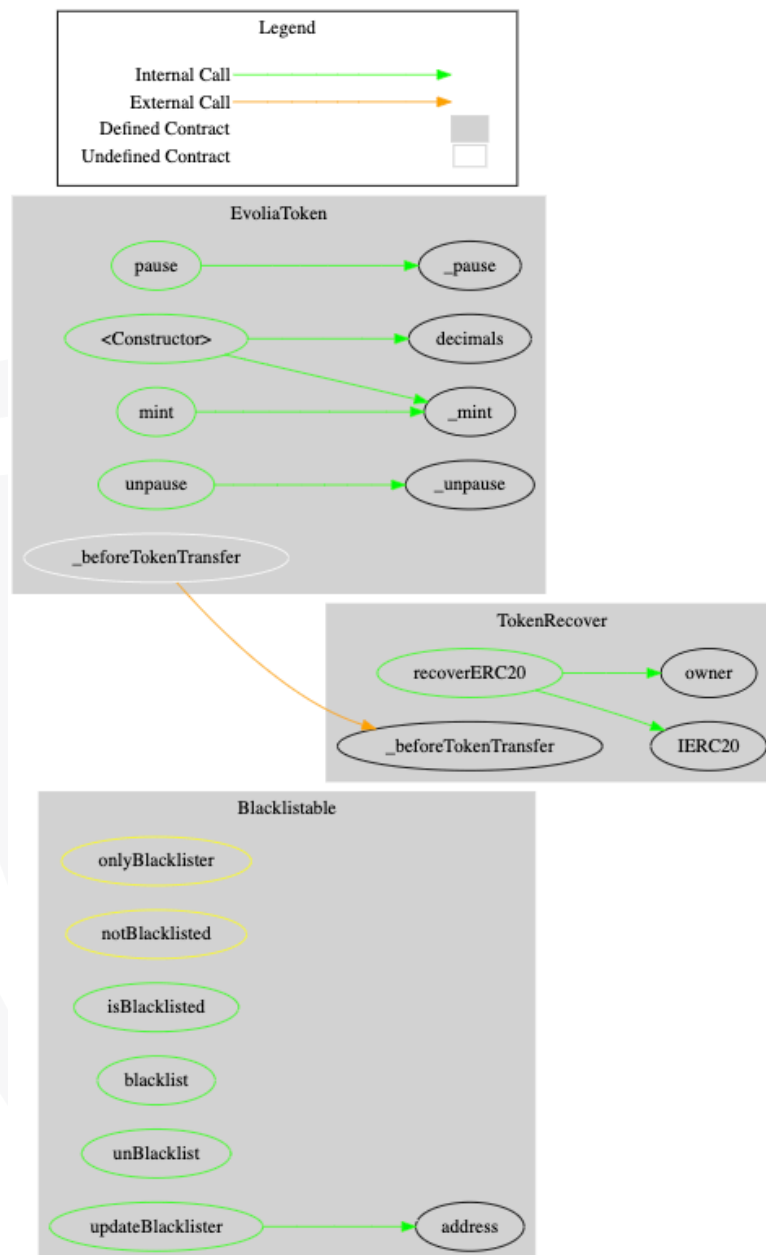 Legend
Internal Call
External Call
Defined Contract
Undefined Contract
EvoliaToken
pause
_pause
<Constructor>
decimals
mint
_mint
unpause
_unpause
_beforeTokenTransfer
TokenRecover
recoverERC20
owner
_beforeTokenTransfer
IERC20
Blacklistable
onlyBlacklister
notBlacklisted
isBlacklisted
blacklist
unBlacklist
updateBlacklister
address